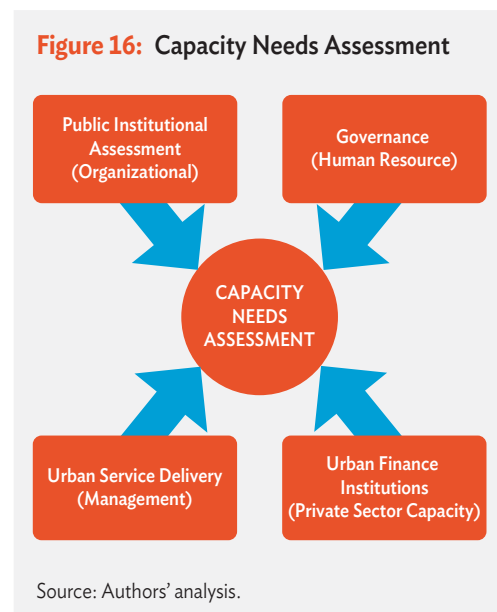 Figure 16: Capacity Needs Assessment
Public Institutional
Assessment
(Organizational)
Governance
(Human Resource)
CAPACITY
NEEDS
ASSESSMENT
Urban Service Delivery
(Management)
Urban Finance
Institutions
(Private Sector Capacity)
Source: Authors' analysis.